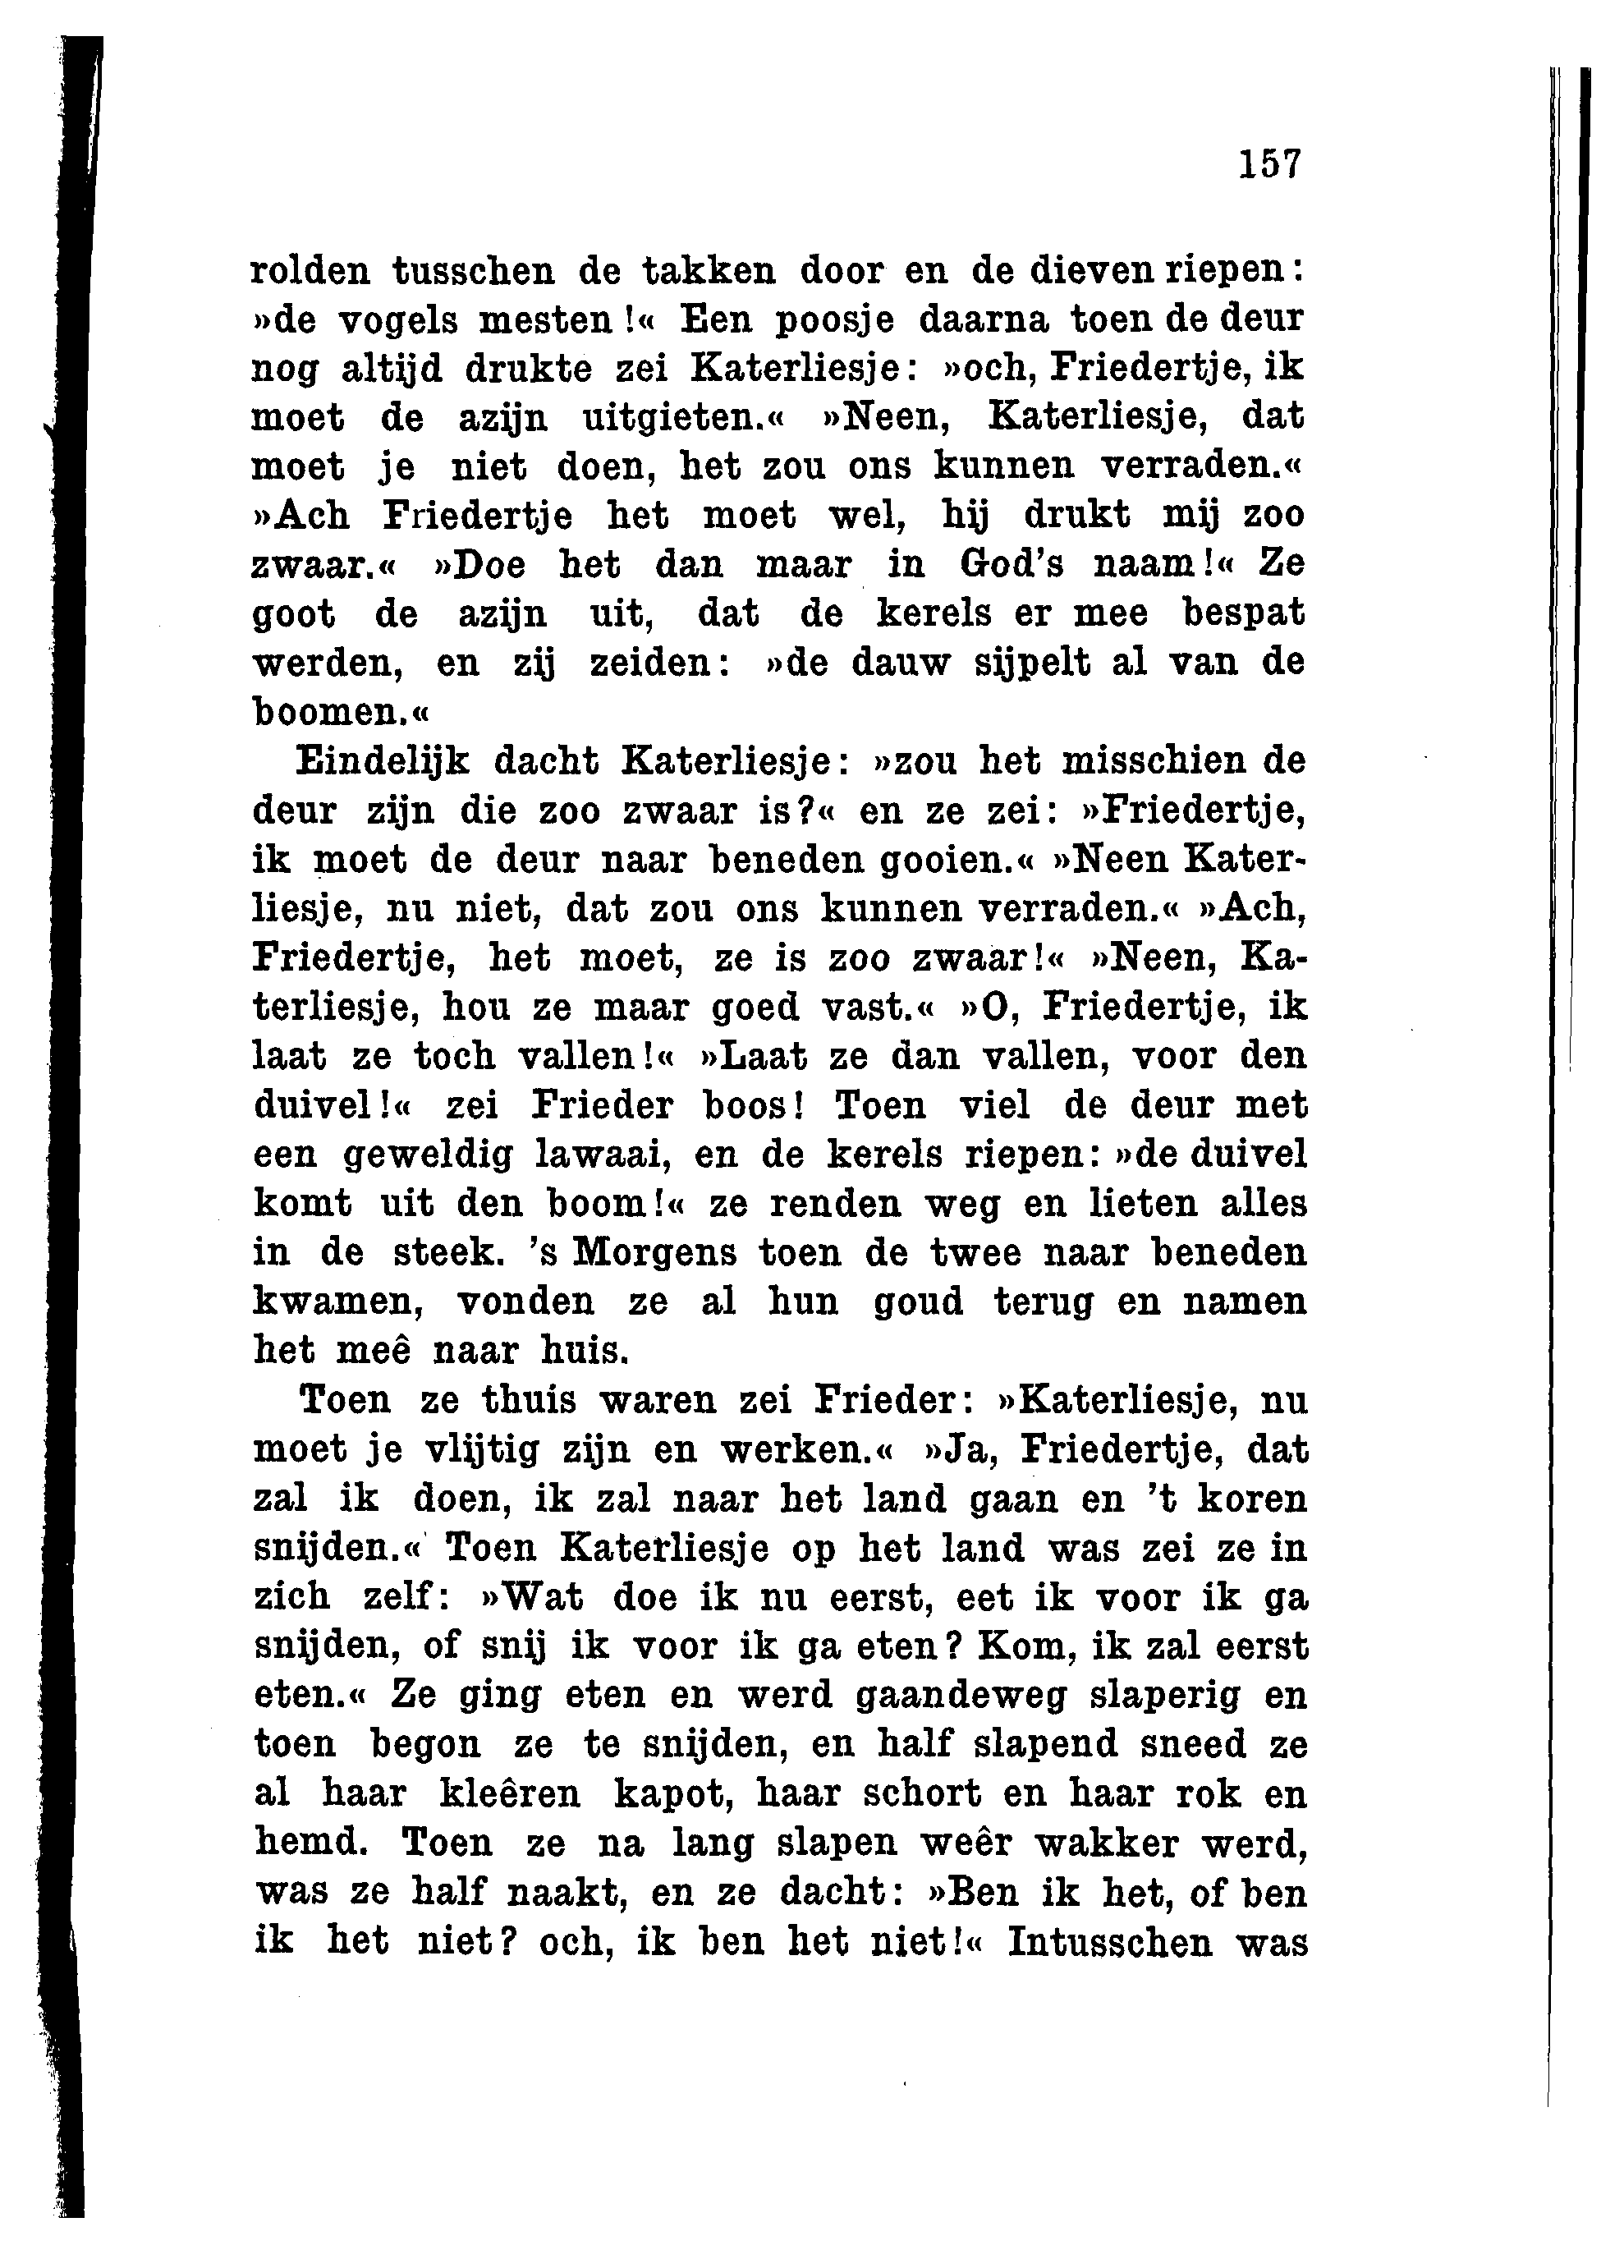 157
rolden tusschen de takken door en de dieven riepen:
»de vogels mesten!« Een poosje daarna toen de deur
nog altijd drukte zei Katerliesje: »och, Friedertje, ik
moet de azijn uitgieten.« »Neen, Katerliesje, dat
moet je niet doen, het zou ons kunnen verraden.«
»Ach Friedertje het moet wel, hij drukt mij zoo
zwaar.« »Doe het dan maar in God's naam!« Ze
goot de azijn uit, dat de kerels er mee bespat
werden, en zij zeiden: »de dauw sijpelt al van de
boomen.«
Eindelijk dacht Katerliesje: »zou het misschien de
deur zijn die zoo zwaar is?« en ze zei: »Friedertje,
ik moet de deur naar beneden gooien.« »Neen Kater-
liesje, nu niet, dat zou ons kunnen verraden.« »Ach,
Friedertje, het moet, ze is zoo zwaar!« »Neen, Ka-
terliesje, hou ze maar goed vast.« »O, Friedertje, ik
laat ze toch vallen!« »Laat ze dan vallen, voor den
duivel!« zei Frieder boos! Toen viel de deur met
een geweldig lawaai, en de kerels riepen: »de duivel
komt uit den boom!« ze renden weg en lieten alles
in de steek. 's Morgens toen de twee naar beneden
kwamen, vonden ze al hun goud terug en namen
het meê naar huis.
Toen ze thuis waren zei Frieder: »Katerliesje, nu
moet je vlijtig zijn en werken.« »Ja, Friedertje, dat
zal ik doen, ik zal naar het land gaan en 't koren
snijden.« Toen Katerliesje op het land was zei ze in
zich zelf: »Wat doe ik nu eerst, eet ik voor ik ga
snijden, of snij ik voor ik ga eten? Kom, ik zal eerst
eten.« Ze ging eten en werd gaandeweg slaperig en
toen begon ze te snijden, en half slapend sneed ze
al haar kleêren kapot, haar schort en haar rok en
hemd. Toen ze na lang slapen weêr wakker werd,
was ze half naakt, en ze dacht: »Ben ik het, of ben
ik het niet? och, ik ben het niet!« Intusschen was